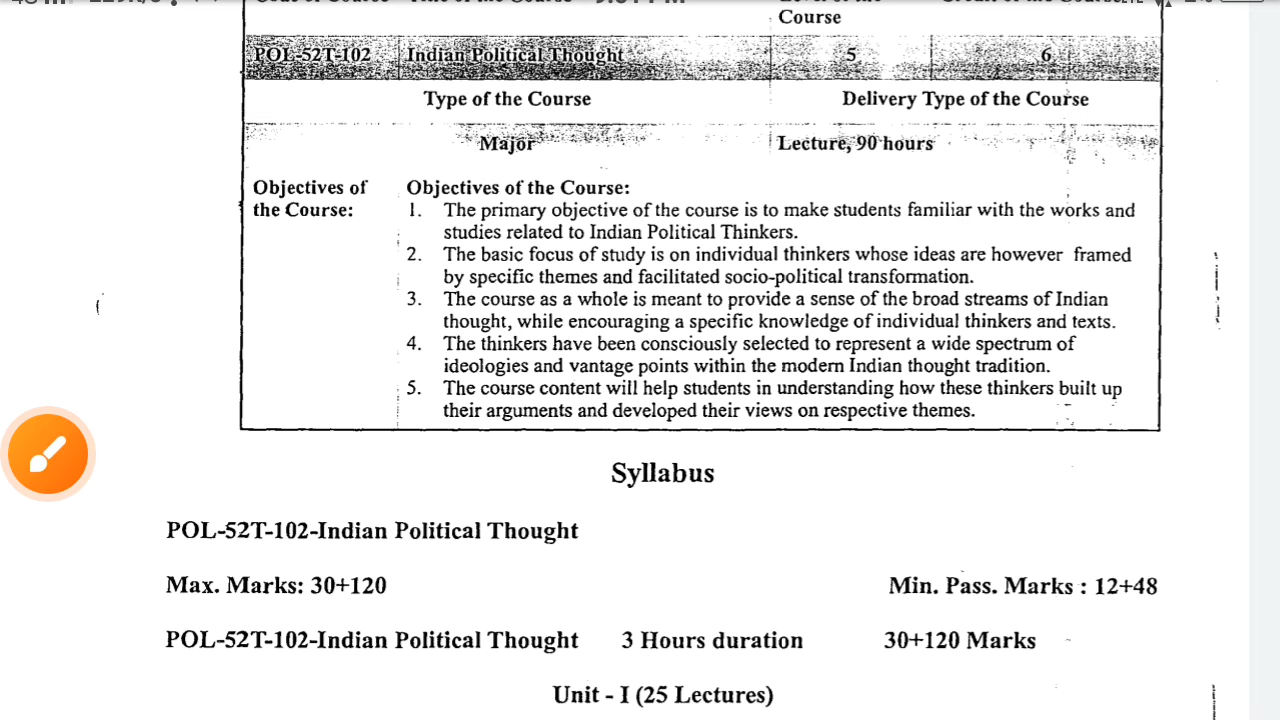 Course
POL-52T-102 Indian Political Thought 5 6
Type of the Course Delivery Type of the Course
Major Lecture, 90 hours
Objectives of the Course:
Objectives of the Course:
1. The primary objective of the course is to make students familiar with the works and
studies related to Indian Political Thinkers.
2. The basic focus of study is on individual thinkers whose ideas are however framed
by specific themes and facilitated socio-political transformation.
3. The course as a whole is meant to provide a sense of the broad streams of Indian
thought, while encouraging a specific knowledge of individual thinkers and texts.
4. The thinkers have been consciously selected to represent a wide spectrum of
ideologies and vantage points within the modern Indian thought tradition.
5. The course content will help students in understanding how these thinkers built up
their arguments and developed their views on respective themes.
Syllabus
POL-52T-102-Indian Political Thought
Max. Marks: 30+120 Min. Pass. Marks : 12+48
POL-52T-102-Indian Political Thought 3 Hours duration 30+120 Marks
Unit - I (25 Lectures)